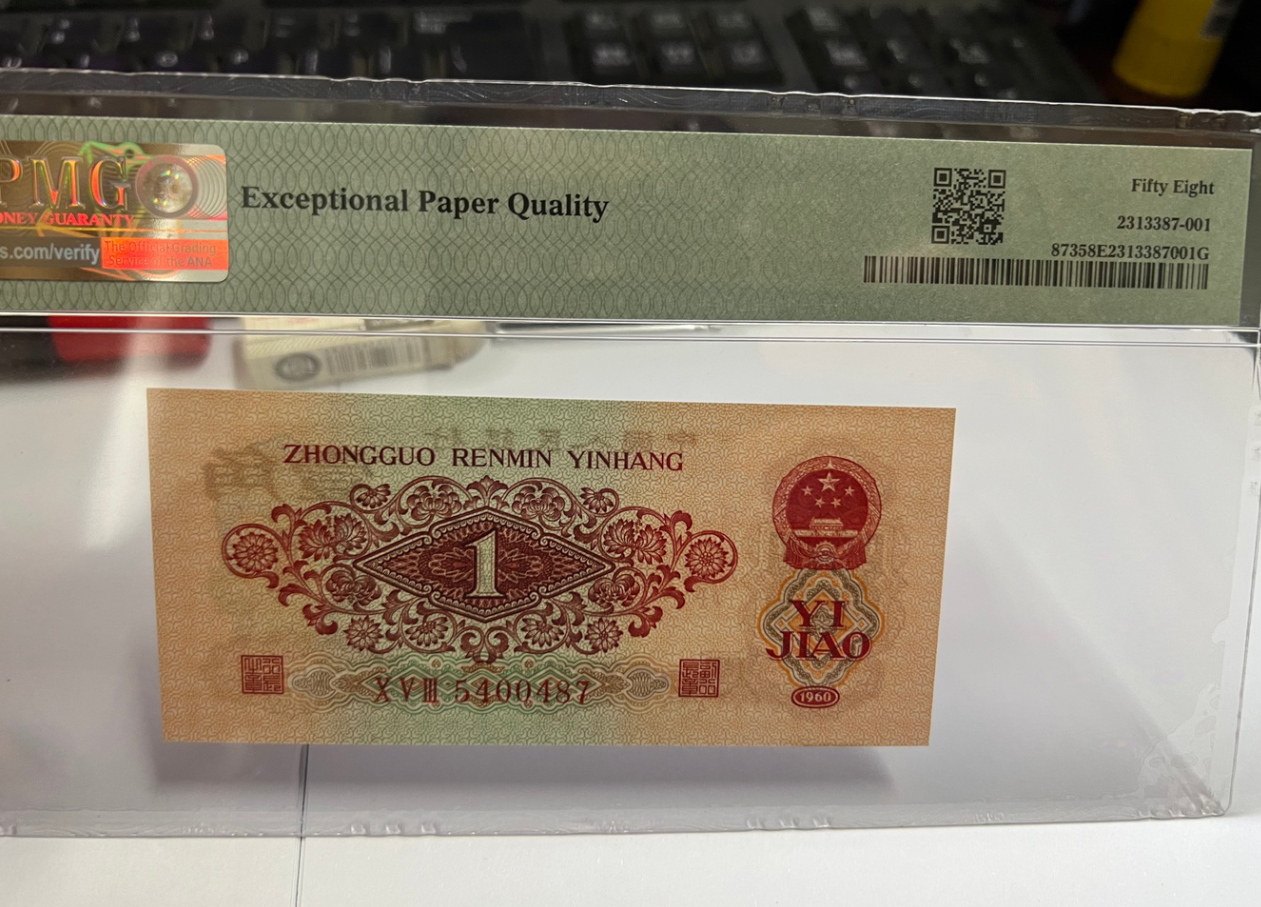 PMG
ONEY GUARANTY
s.com/verify
The Official Grading
Service of the ANA
Exceptional Paper Quality
Fifty Eight
2313387-001
87358E2313387001G
ZHONGGUO RENMIN YINHANG
1
YI
JIAO
XVIII 5400487
1960